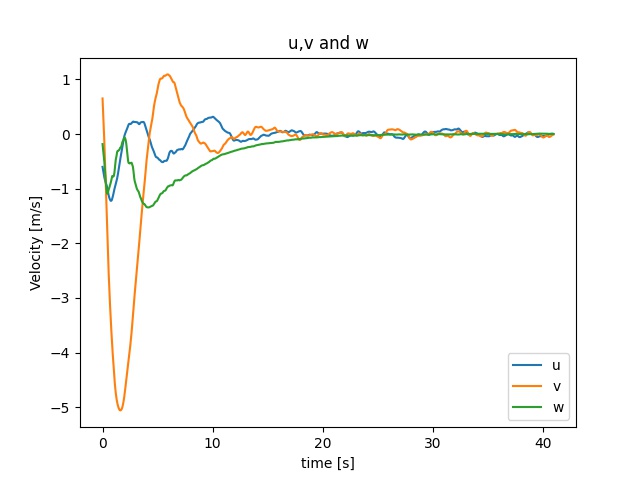 u,v and w
Velocity [m/s]
1
0
−1
−2
−3
−4
−5
0 10 20 30 40
time [s]
u
v
w